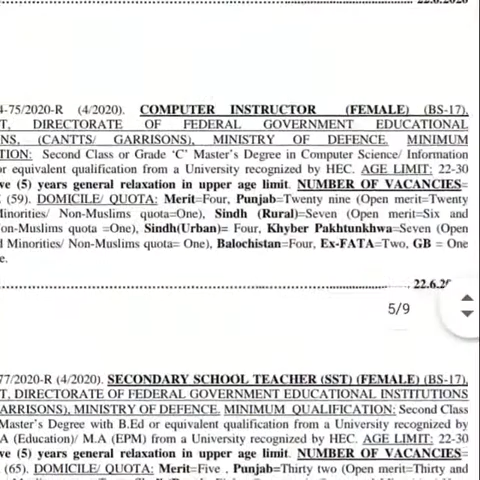 4-75/2020-R (4/2020). COMPUTER INSTRUCTOR (FEMALE) (BS-17),
T, DIRECTORATE OF FEDERAL GOVERNMENT EDUCATIONAL
NS, (CANTTS/ GARRISONS), MINISTRY OF DEFENCE. MINIMUM
TION: Second Class or Grade ‘C’ Master’s Degree in Computer Science/ Information
or equivalent qualification from a University recognized by HEC. AGE LIMIT: 22-30
ve (5) years general relaxation in upper age limit. NUMBER OF VACANCIES=
(59). DOMICILE/ QUOTA: Merit=Four, Punjab=Twenty nine (Open merit=Twenty
Minorities/ Non-Muslims quota=One), Sindh (Rural)=Seven (Open merit=Six and
on-Muslims quota =One), Sindh(Urban)= Four, Khyber Pakhtunkhwa=Seven (Open
d Minorities/ Non-Muslims quota= One), Balochistan=Four, Ex-FATA=Two, GB = One
e.
22.6.20
5/9
77/2020-R (4/2020). SECONDARY SCHOOL TEACHER (SST) (FEMALE) (BS-17),
T, DIRECTORATE OF FEDERAL GOVERNMENT EDUCATIONAL INSTITUTIONS
ARRISONS), MINISTRY OF DEFENCE. MINIMUM QUALIFICATION: Second Class
Master’s Degree with B.Ed or equivalent qualification from a University recognized by
A (Education)/ M.A (EPM) from a University recognized by HEC. AGE LIMIT: 22-30
ve (5) years general relaxation in upper age limit. NUMBER OF VACANCIES=
(65). DOMICILE/ QUOTA: Merit=Five , Punjab=Thirty two (Open merit=Thirty and